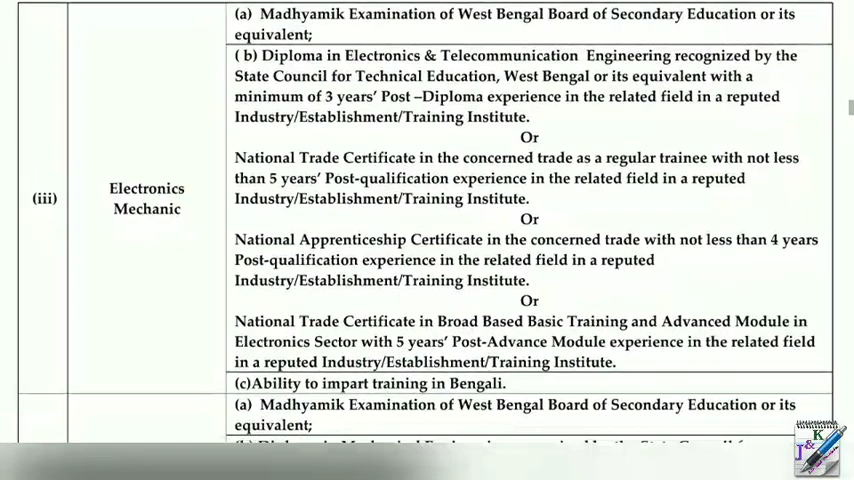 (a) Madhyamik Examination of West Bengal Board of Secondary Education or its
equivalent;
( b) Diploma in Electronics & Telecommunication Engineering recognized by the
State Council for Technical Education, West Bengal or its equivalent with a
minimum of 3 years' Post –Diploma experience in the related field in a reputed
Industry/Establishment/Training Institute.
Or
National Trade Certificate in the concerned trade as a regular trainee with not less
than 5 years' Post-qualification experience in the related field in a reputed
Industry/Establishment/Training Institute.
Or
(iii)
Electronics
Mechanic
National Apprenticeship Certificate in the concerned trade with not less than 4 years
Post-qualification experience in the related field in a reputed
Industry/Establishment/Training Institute.
Or
National Trade Certificate in Broad Based Basic Training and Advanced Module in
Electronics Sector with 5 years' Post-Advance Module experience in the related field
in a reputed Industry/Establishment/Training Institute.
(c)Ability to impart training in Bengali.
(a) Madhyamik Examination of West Bengal Board of Secondary Education or its
equivalent;
J&K